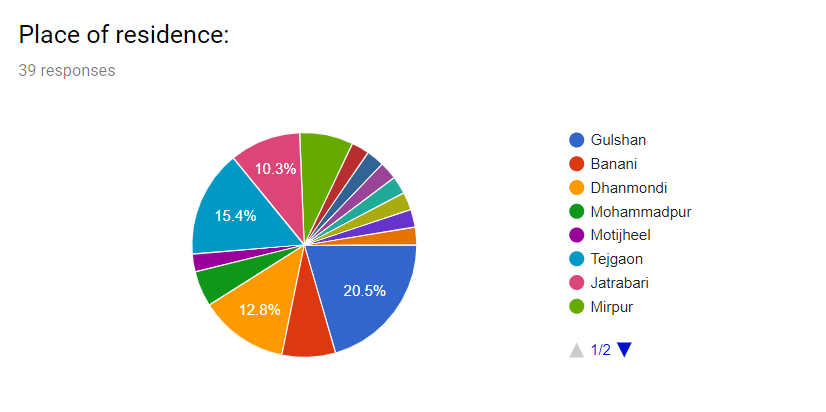 Place of residence:
39 responses
10.3%
15.4%
12.8%
20.5%
Gulshan
Banani
Dhanmondi
Mohammadpur
Motijheel
Tejgaon
Jatrabari
Mirpur
1/2